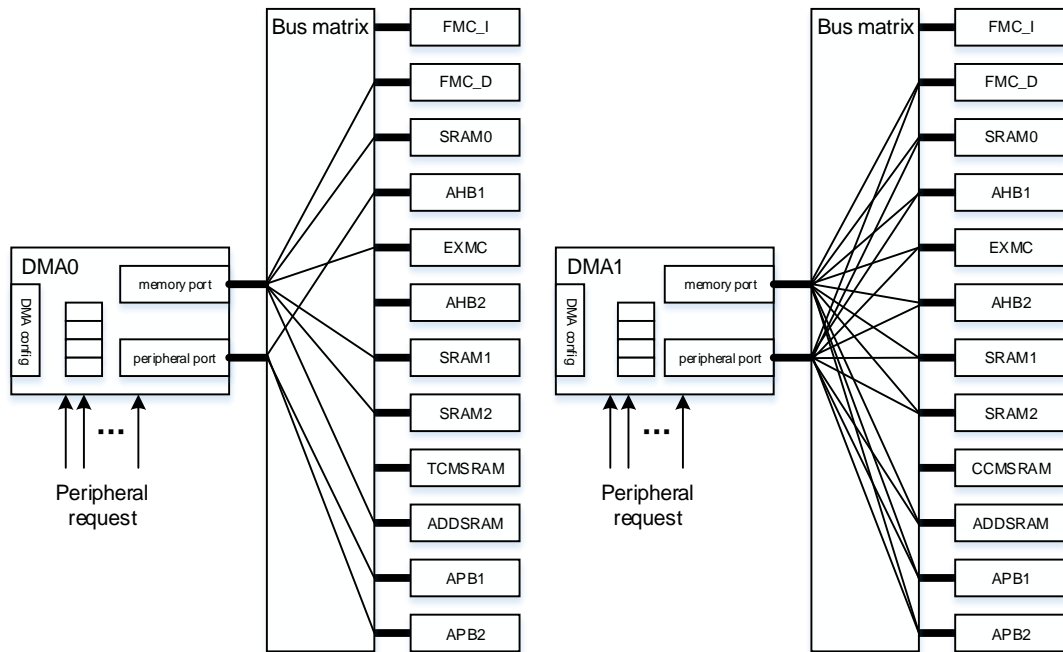 Bus matrix
FMC_I
FMC_D
SRAM0
AHB1
EXMC
AHB2
SRAM1
SRAM2
TCMSRAM
ADDSRAM
APB1
APB2
DMA0
memory port
DMA config
peripheral port
...
Peripheral
request
Bus matrix
FMC_I
FMC_D
SRAM0
AHB1
EXMC
AHB2
SRAM1
SRAM2
CCMSRAM
ADDSRAM
APB1
APB2
DMA1
memory port
DMA config
peripheral port
...
Peripheral
request